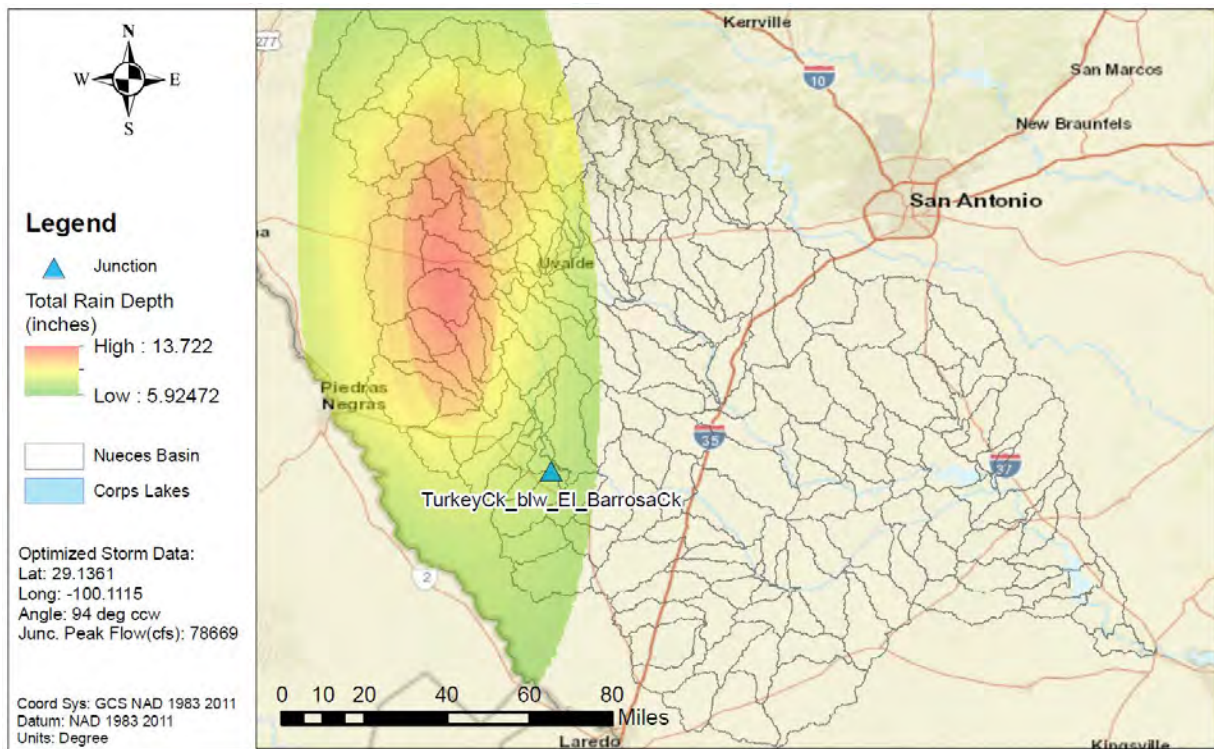 N
W E
S
Legend
Junction
Total Rain Depth
(inches)
High : 13.722
Low : 5.92472
Nueces Basin
Corps Lakes
Optimized Storm Data:
Lat: 29.1361
Long: -100.1115
Angle: 94 deg ccw
Junc. Peak Flow(cfs): 78669
Coord Sys: GCS NAD 1983 2011
Datum: NAD 1983 2011
Units: Degree
277
Kerrville
10
San Marcos
New Braunfels
San Antonio
na
Uvalde
Piedras
Negras
35
37
TurkeyCk_blw_El_BarrosaCk
2
0 10 20 40 60 80
Miles
Laredo
Kingsville